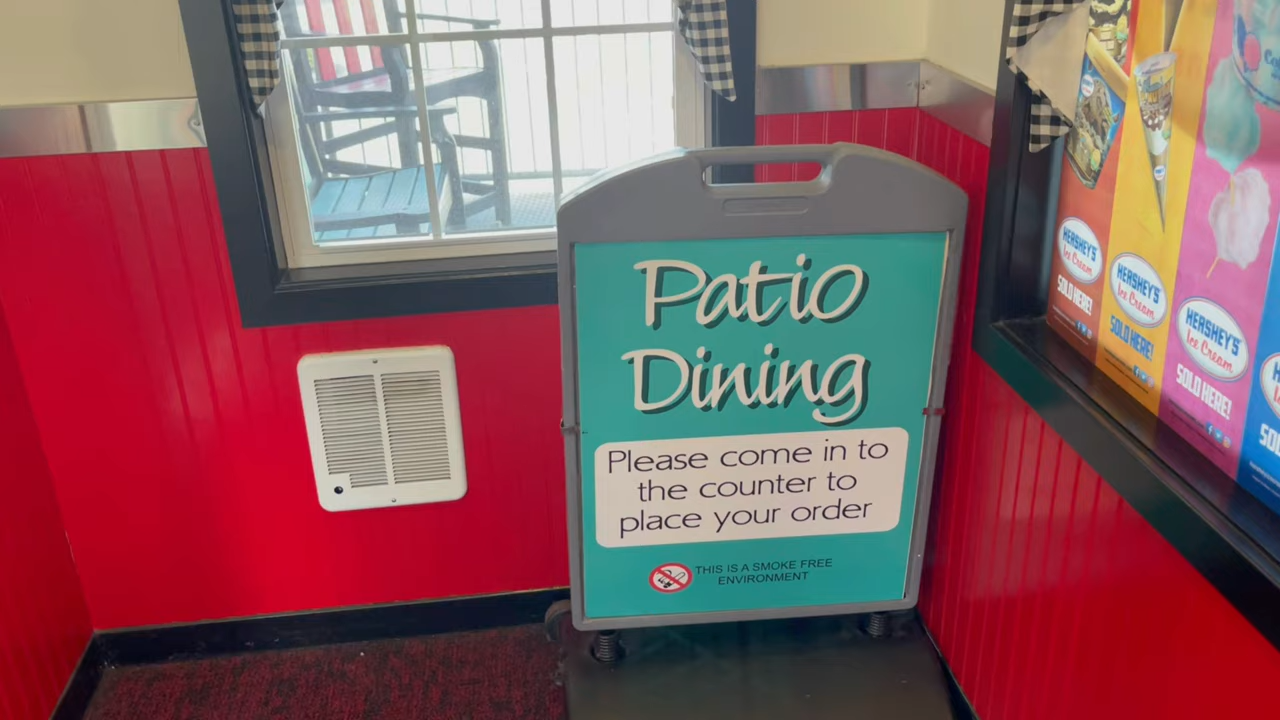 Patio
Dining
Please come in to
the counter to
place your order
THIS IS A SMOKE FREE
ENVIRONMENT
HERSHEY'S
Ice Cream
SOLD HERE!
HERSHEY'S
Ice Cream
SOLD HERE!
HERSHEY'S
Ice Cream
SOLD HERE!